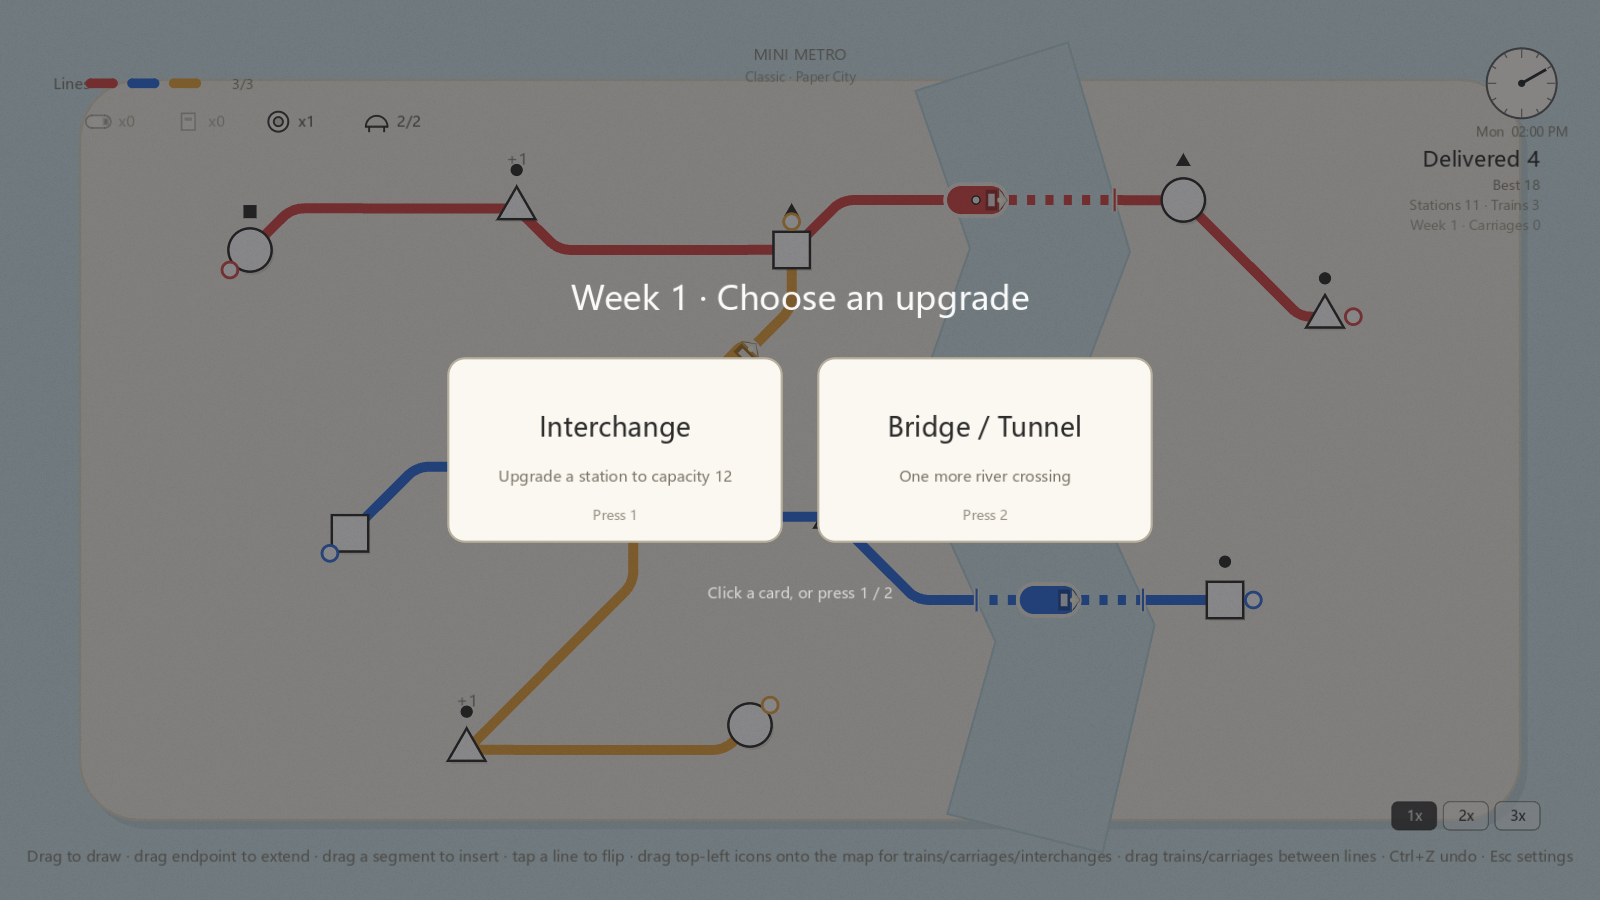 MINI METRO
Classic · Paper City
Lines 3/3
x0 x0 x1 2/2
Mon 02:00 PM
Delivered 4
Best 18
Stations 11 · Trains 3
Week 1 · Carriages 0
+1
Week 1 · Choose an upgrade
Interchange
Upgrade a station to capacity 12
Press 1
Bridge / Tunnel
One more river crossing
Press 2
Click a card, or press 1 / 2
+1
1x 2x 3x
Drag to draw · drag endpoint to extend · drag a segment to insert · tap a line to flip · drag top-left icons onto the map for trains/carriages/interchanges · drag trains/carriages between lines · Ctrl+Z undo · Esc settings